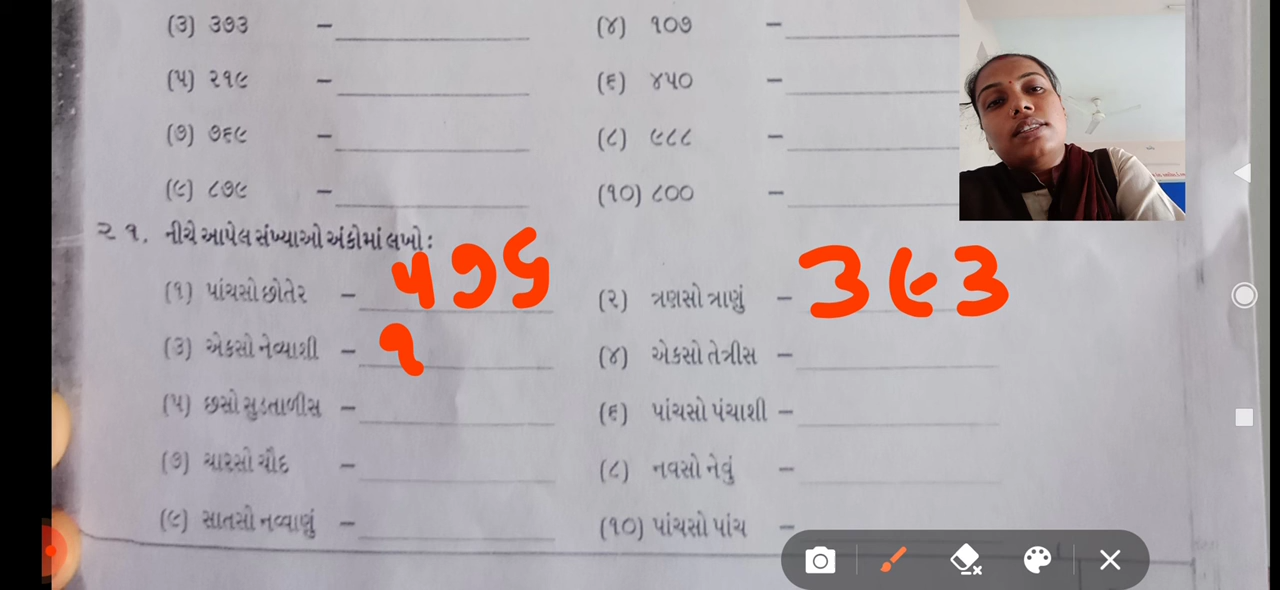 (૩) ૩૭૩ – (૪) ૧૦૭ –
(૫) ૨૧૯ – (૬) ૪૫૦ –
(૭) ૭૬૯ – (૮) ૯૮૮ –
(૯) ૮૭૯ – (૧૦) ૮૦૦ –
૨૧. નીચે આપેલ સંખ્યાઓ અંકોમાં લખો :
(૧) પાંચસો છોતેર – ૫૭૬ (૨) ત્રણસો ત્રાણું – ૩૯૩
(૩) એકસો નેવ્યાશી – ૧ (૪) એકસો તેત્રીસ –
(૫) છસો સુડતાળીસ – (૬) પાંચસો પંચાશી –
(૭) ચારસો ચૌદ – (૮) નવસો નેવું –
(૯) સાતસો નવ્વાણું – (૧૦) પાંચસો પાંચ –